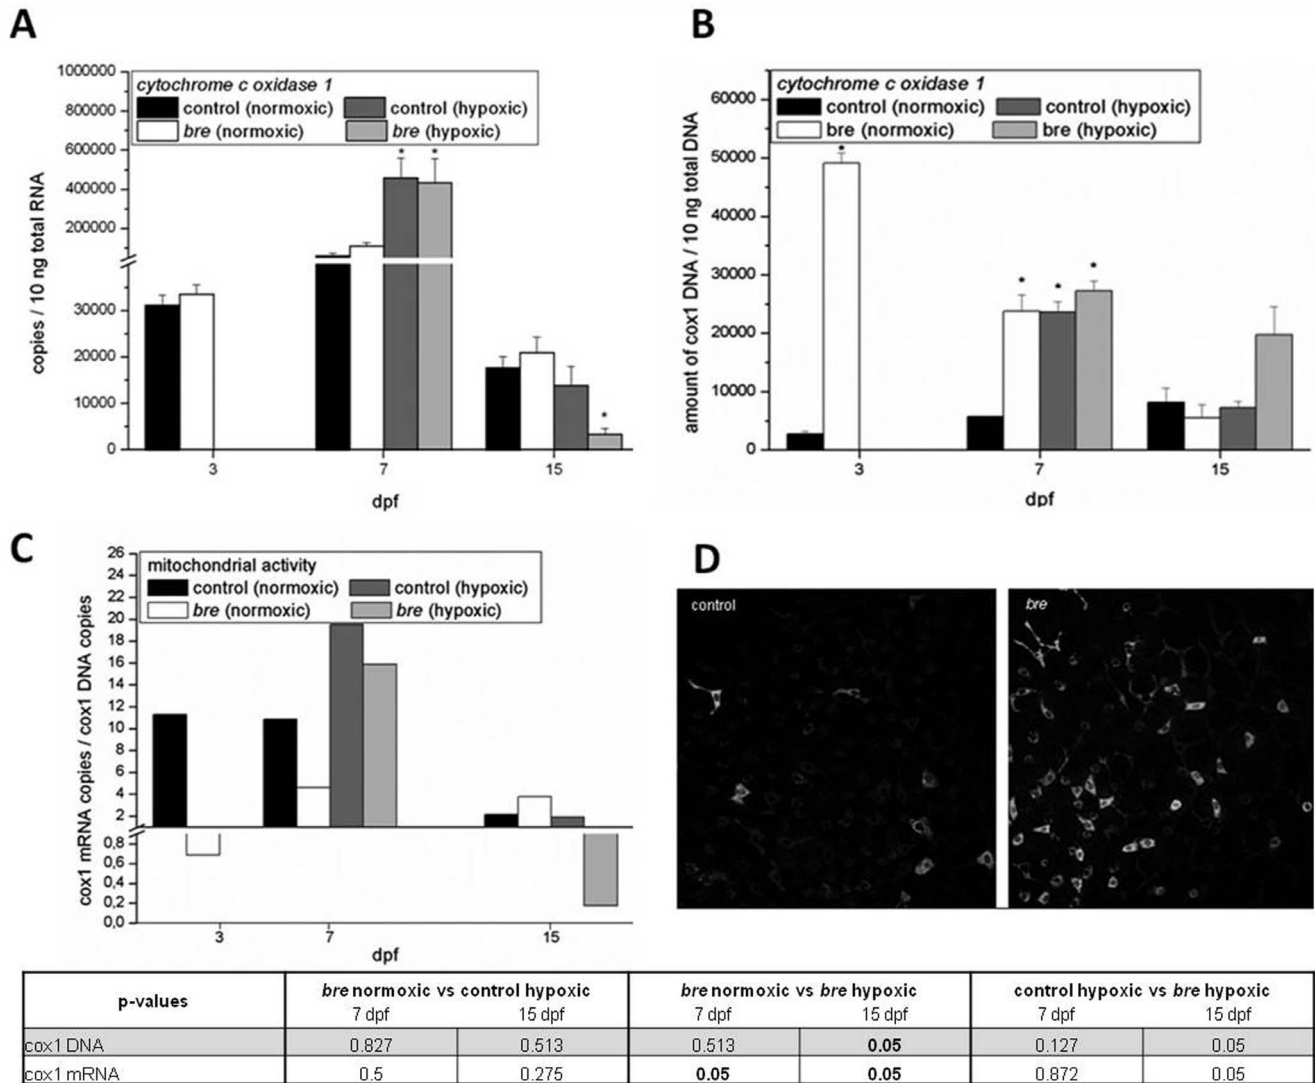 A
cytochrome c oxidase 1
control (normoxic) control (hypoxic)
bre (normoxic) bre (hypoxic)
copies / 10 ng total RNA
1000000
800000
600000
400000
200000
30000
20000
10000
0
* *
*
3 7 15
dpf
B
cytochrome c oxidase 1
control (normoxic) control (hypoxic)
bre (normoxic) bre (hypoxic)
amount of cox1 DNA / 10 ng total DNA
60000
50000
40000
30000
20000
10000
0
*
* * *
3 7 15
dpf
C
mitochondrial activity
control (normoxic) control (hypoxic)
bre (normoxic) bre (hypoxic)
cox1 mRNA copies / cox1 DNA copies
26
24
22
20
18
16
14
12
10
8
6
4
2
0,8
0,6
0,4
0,2
0,0
3 7 15
dpf
D
control
bre
p-values bre normoxic vs control hypoxic bre normoxic vs bre hypoxic control hypoxic vs bre hypoxic
7 dpf 15 dpf 7 dpf 15 dpf 7 dpf 15 dpf
cox1 DNA 0.827 0.513 0.513 0.05 0.127 0.05
cox1 mRNA 0.5 0.275 0.05 0.05 0.872 0.05